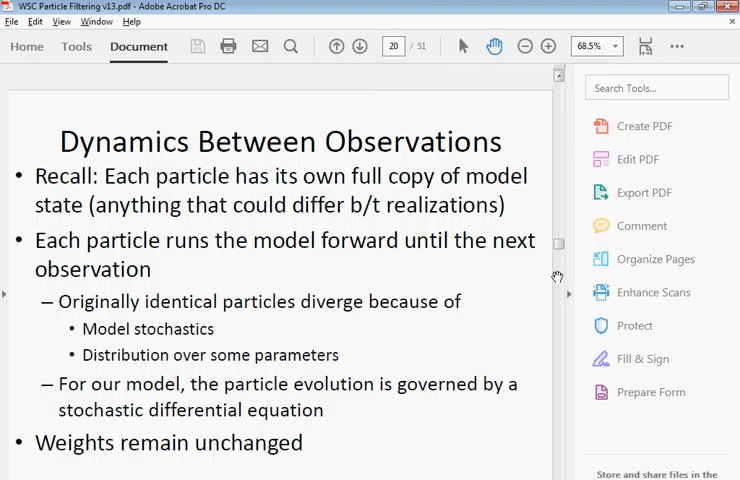 WSC Particle Filtering v13.pdf - Adobe Acrobat Pro DC
File Edit View Window Help
Home Tools Document 20 / 51 68.5%
Dynamics Between Observations
• Recall: Each particle has its own full copy of model
state (anything that could differ b/t realizations)
• Each particle runs the model forward until the next
observation
– Originally identical particles diverge because of
• Model stochastics
• Distribution over some parameters
– For our model, the particle evolution is governed by a
stochastic differential equation
• Weights remain unchanged
Search Tools...
Create PDF
Edit PDF
Export PDF
Comment
Organize Pages
Enhance Scans
Protect
Fill & Sign
Prepare Form
Store and share files in the